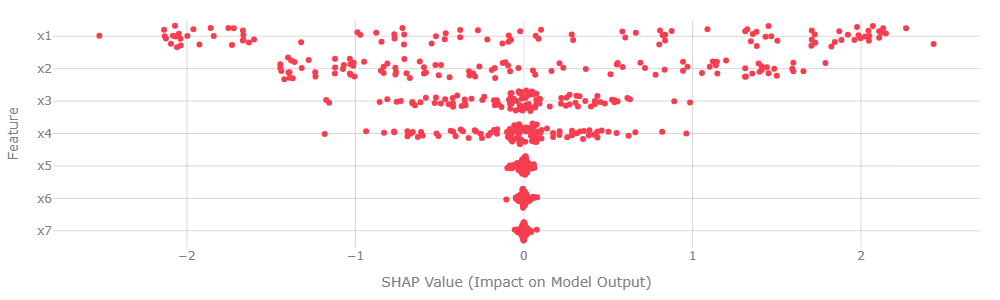 x1
x2
x3
x4
x5
x6
x7
Feature
−2 −1 0 1 2
SHAP Value (Impact on Model Output)